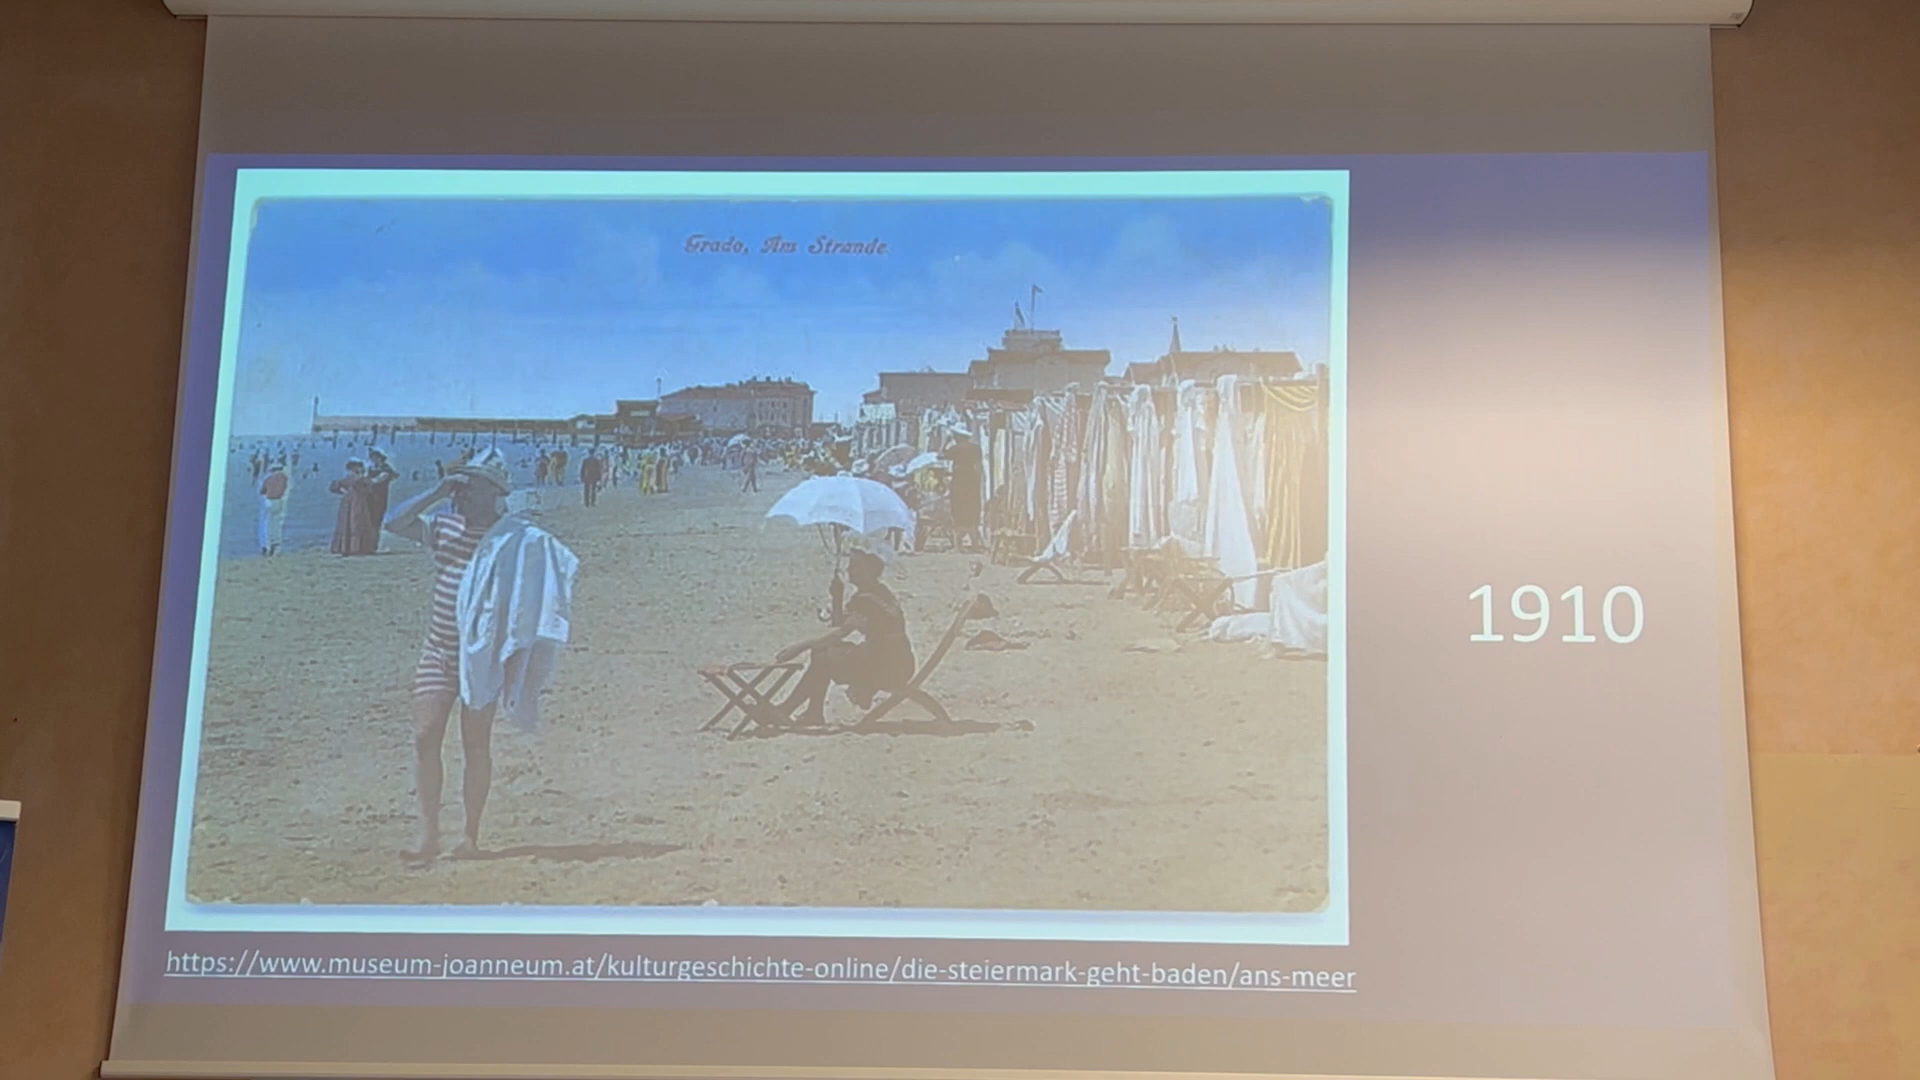 Grado, Am Strande
1910
https://www.museum-joanneum.at/kulturgeschichte-online/die-steiermark-geht-baden/ans-meer